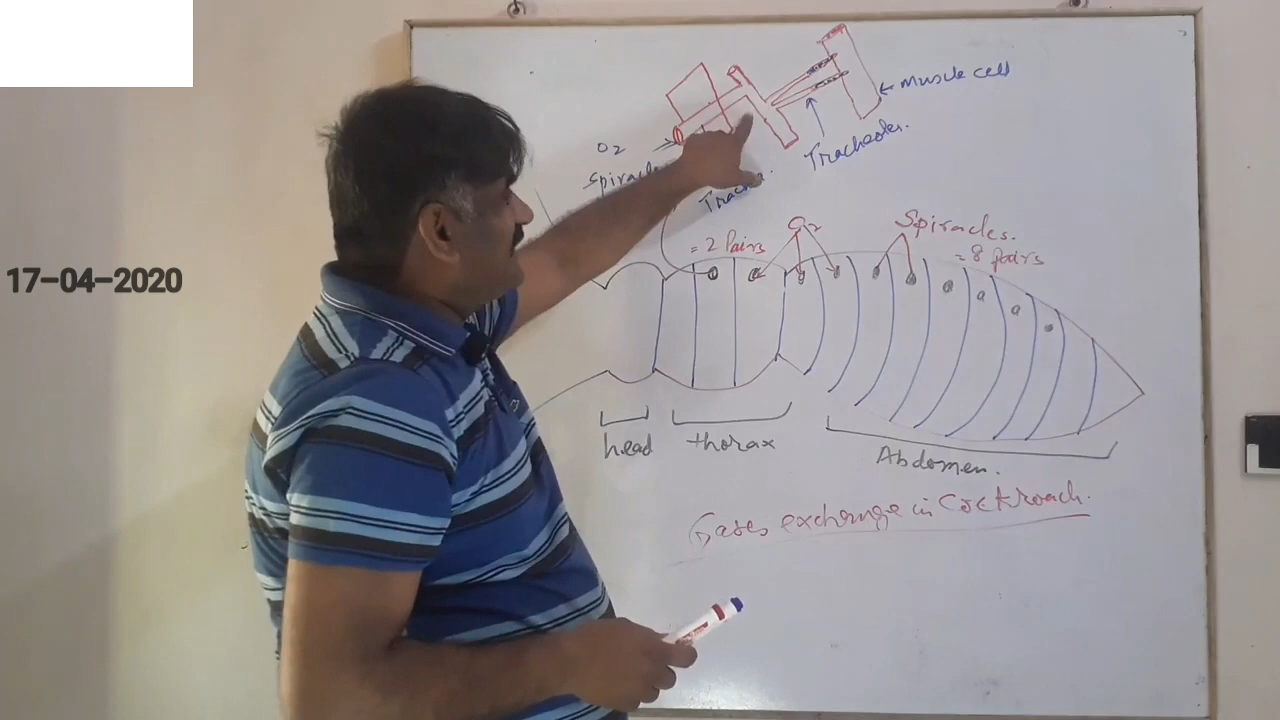 17-04-2020
← Muscle cell
O2
Spiracle
Tracheoles.
= 2 Pairs
O2
Spiracles.
= 8 pairs
head
thorax
Abdomen.
Gases exchange in Cockroach.